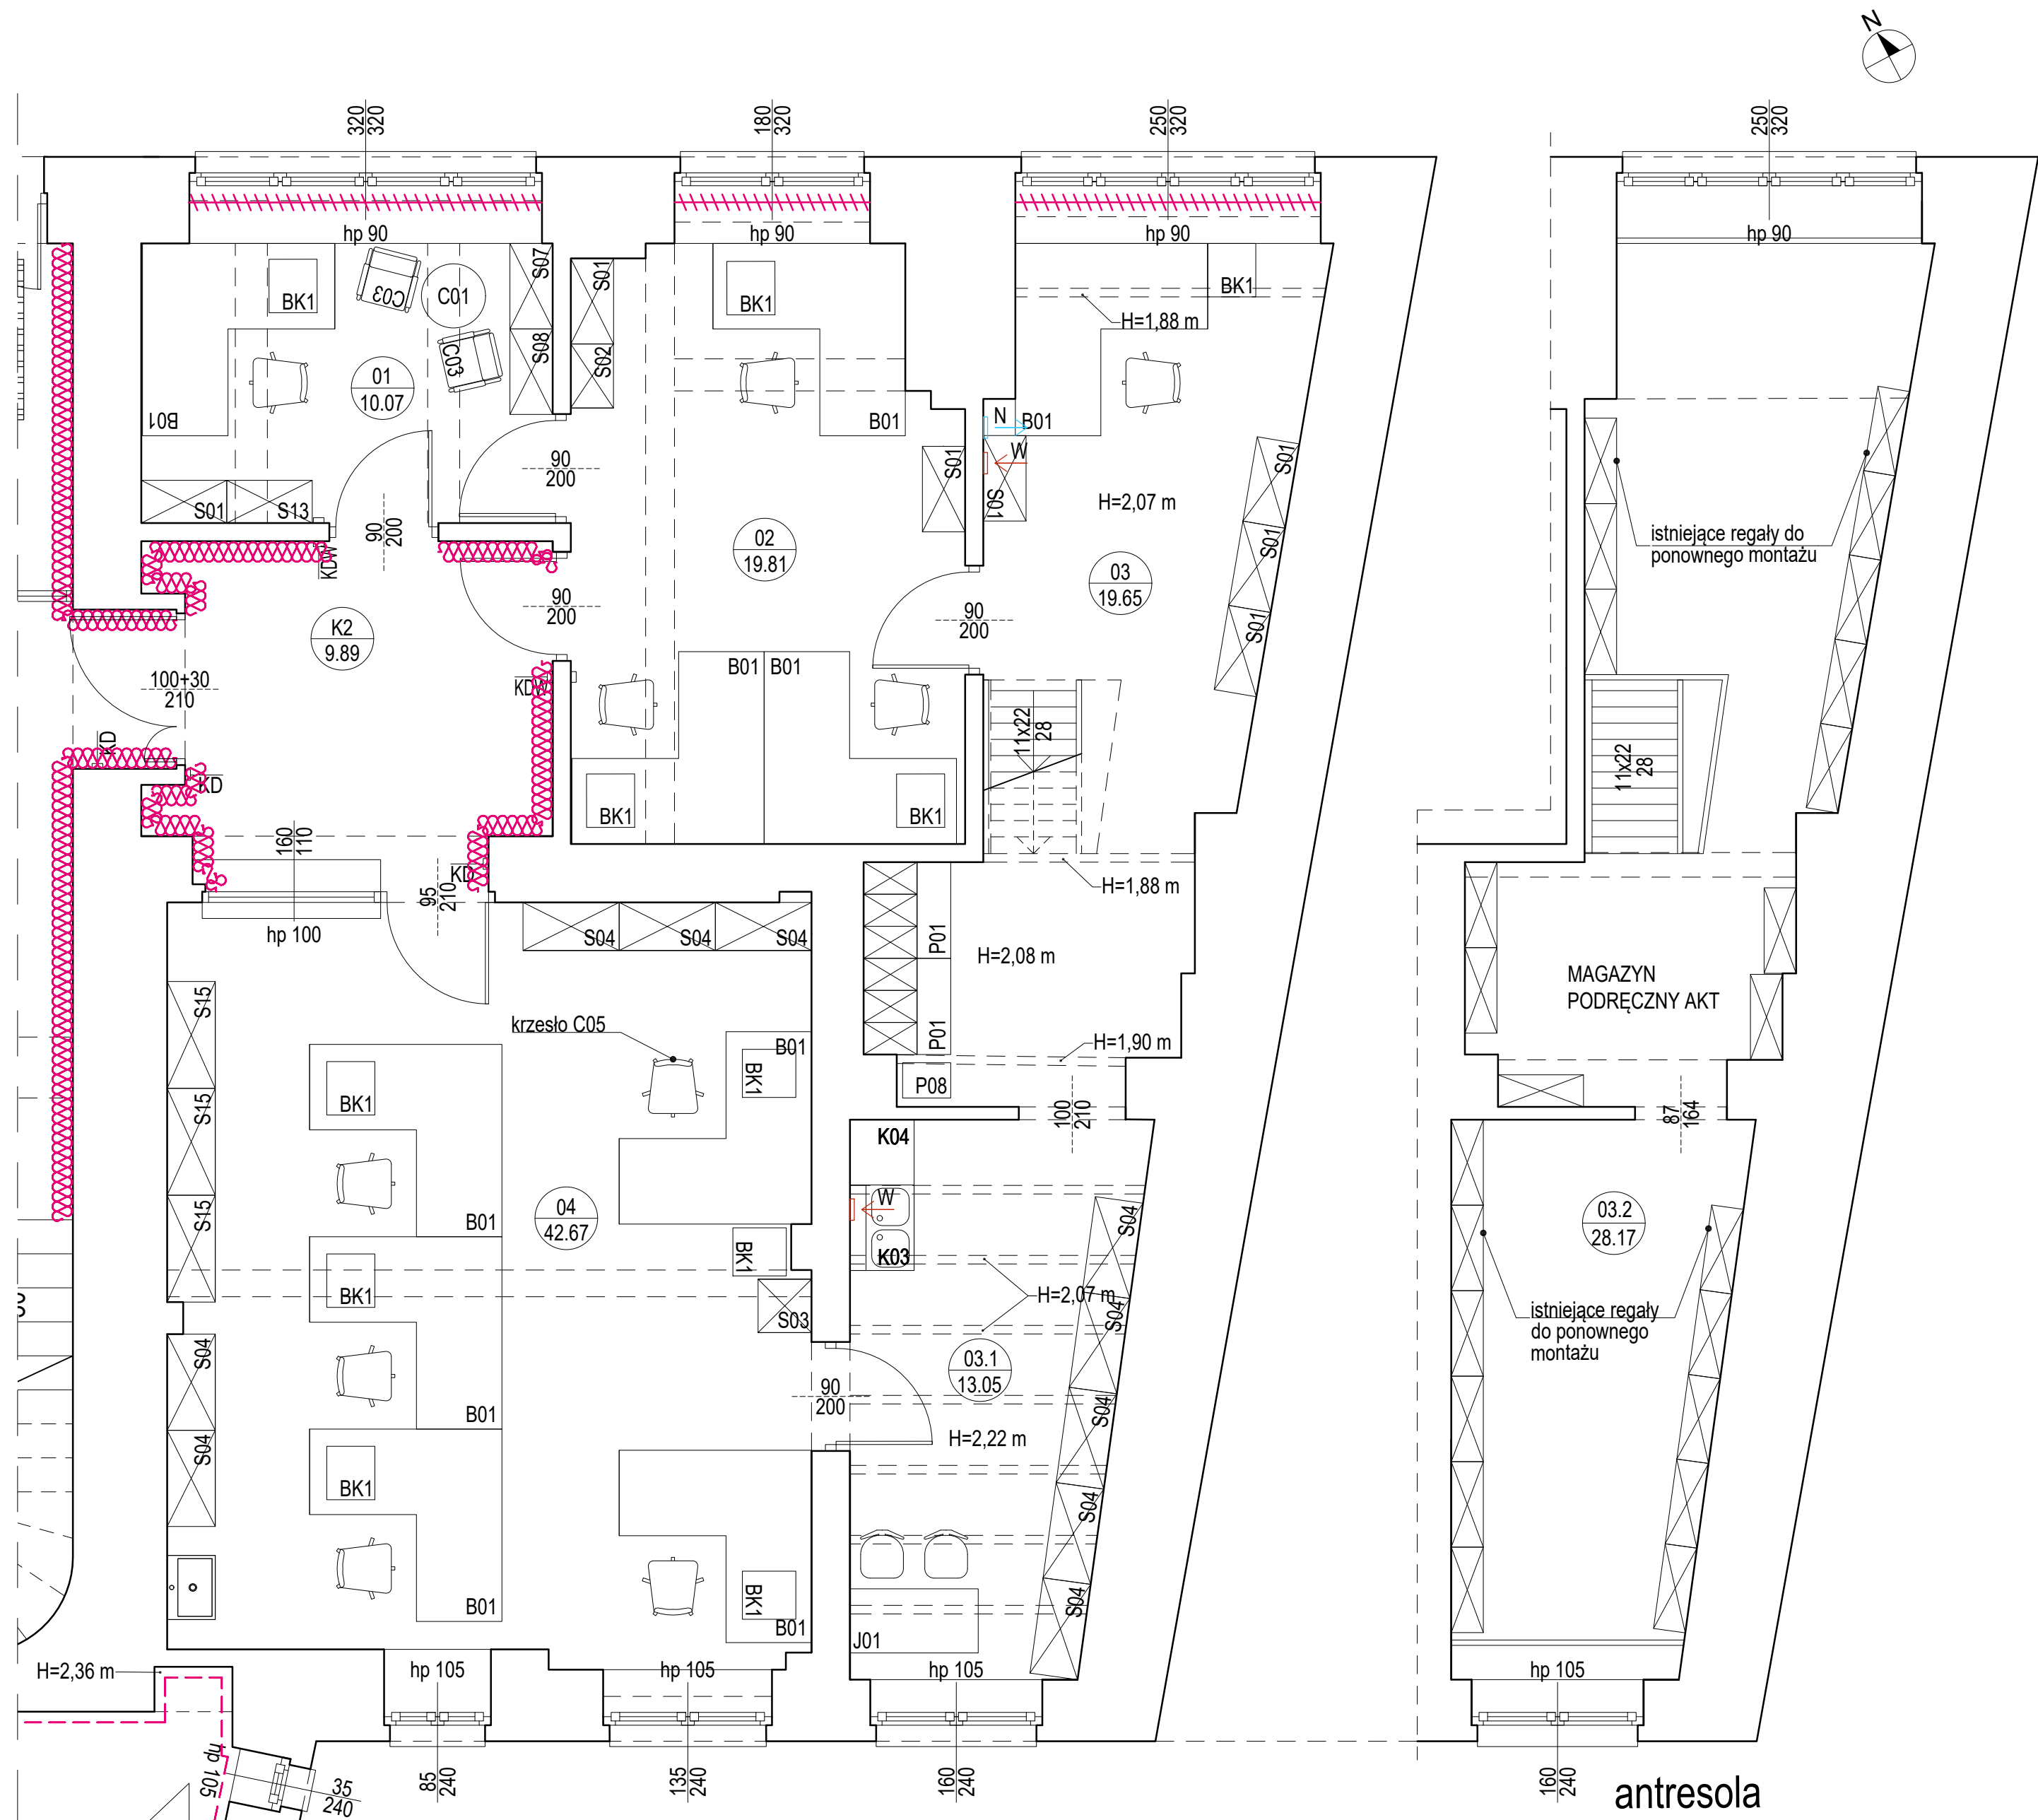 N
320
320
180
320
250
320
250
320
hp 90
hp 90
hp 90
hp 90
BK1
C03
C01
C03
S07
S08
S01
S02
BK1
BK1
H=1,88 m
01
10.07
B01
B01
N
B01
W
S01
S01
S01
S13
90
200
90
200
KDW
02
19.81
H=2,07 m
S01
S01
S01
03
19.65
istniejące regały do
ponownego montażu
K2
9.89
90
200
90
200
100+30
210
KDW
B01
B01
KD
KD
11x22
28
11x22
28
BK1
BK1
160
110
95
210
KD
hp 100
S04
S04
S04
H=1,88 m
P01
P01
H=2,08 m
MAGAZYN
PODRĘCZNY AKT
S15
S15
S15
krzesło C05
B01
BK1
H=1,90 m
P08
BK1
100
210
87
164
K04
W
K03
B01
04
42.67
BK1
S03
BK1
S04
S04
S04
S04
S04
H=2,07 m
03.2
28.17
istniejące regały
do ponownego
montażu
S04
S04
B01
90
200
03.1
13.05
H=2,22 m
BK1
BK1
B01
B01
J01
H=2,36 m
hp 105
hp 105
hp 105
hp 105
hp 105
35
240
85
240
135
240
160
240
160
240
antresola